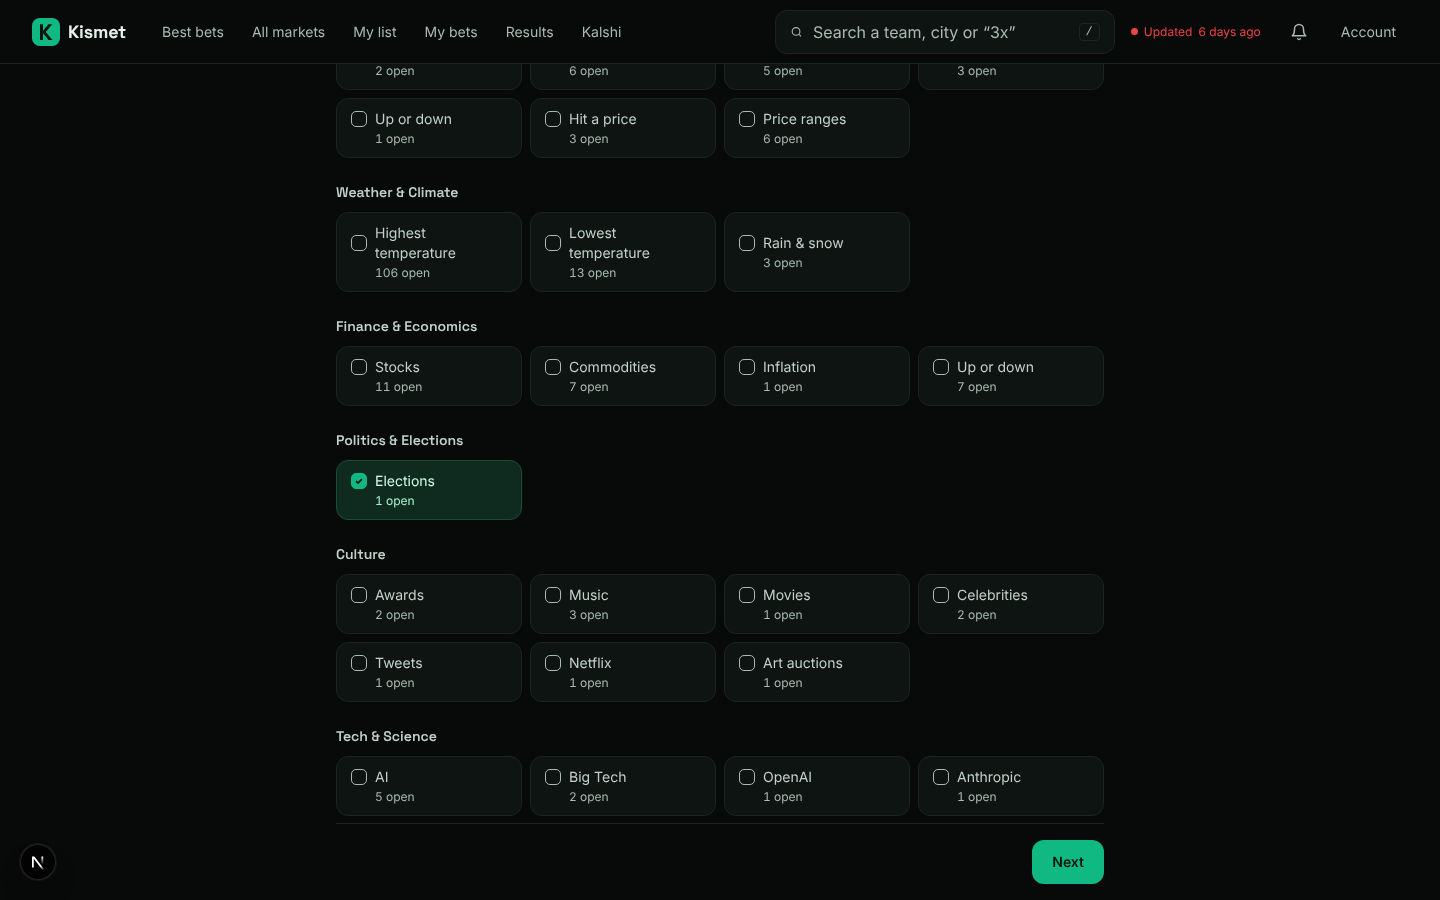 Kismet
Best bets
All markets
My list
My bets
Results
Kalshi
Search a team, city or “3x”
/
Updated 6 days ago
Account
2 open
6 open
5 open
3 open
Up or down
1 open
Hit a price
3 open
Price ranges
6 open
Weather & Climate
Highest
temperature
106 open
Lowest
temperature
13 open
Rain & snow
3 open
Finance & Economics
Stocks
11 open
Commodities
7 open
Inflation
1 open
Up or down
7 open
Politics & Elections
Elections
1 open
Culture
Awards
2 open
Music
3 open
Movies
1 open
Celebrities
2 open
Tweets
1 open
Netflix
1 open
Art auctions
1 open
Tech & Science
AI
5 open
Big Tech
2 open
OpenAI
1 open
Anthropic
1 open
N
Next